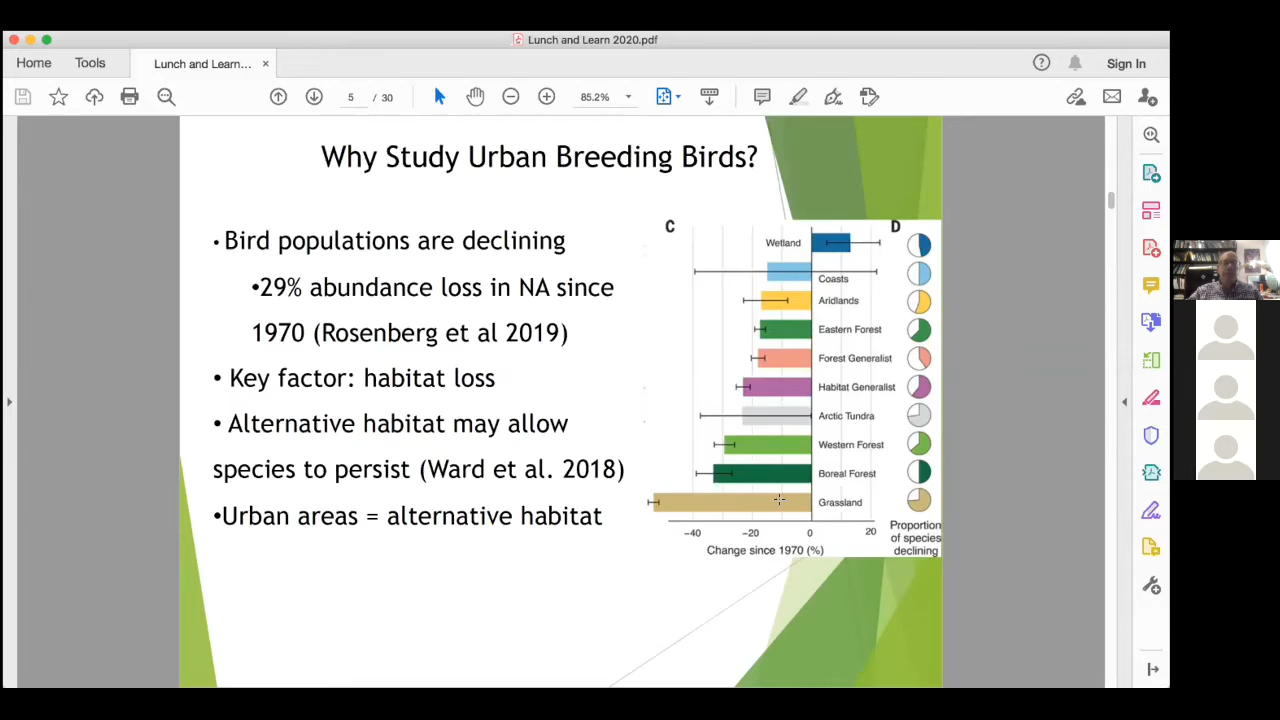 Lunch and Learn 2020.pdf
Home
Tools
Lunch and Learn...
×
Sign In
5 / 30
85.2%
Why Study Urban Breeding Birds?
• Bird populations are declining
•29% abundance loss in NA since
1970 (Rosenberg et al 2019)
• Key factor: habitat loss
• Alternative habitat may allow
species to persist (Ward et al. 2018)
•Urban areas = alternative habitat
C
D
Wetland
Coasts
Aridlands
Eastern Forest
Forest Generalist
Habitat Generalist
Arctic Tundra
Western Forest
Boreal Forest
Grassland
−40
−20
0
20
Change since 1970 (%)
Proportion
of species
declining